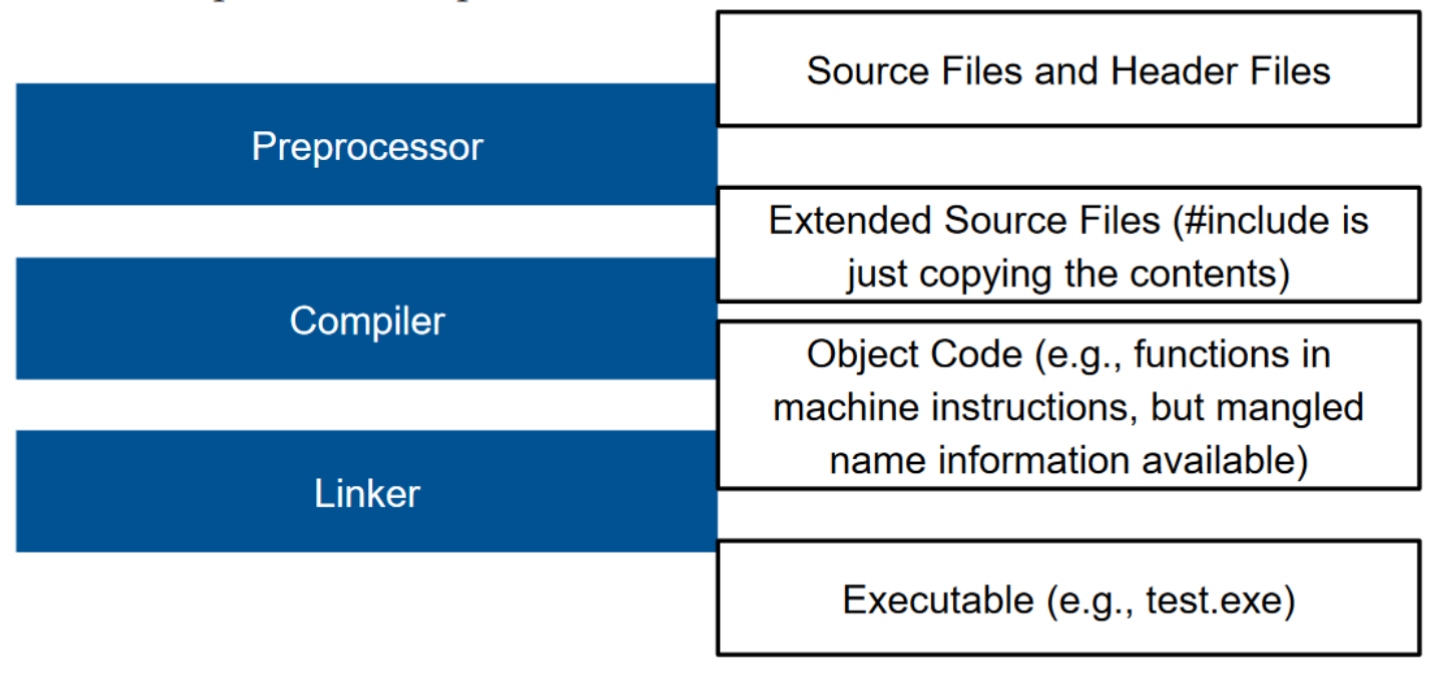 Source Files and Header Files
Preprocessor
Extended Source Files (#include is
just copying the contents)
Compiler
Object Code (e.g., functions in
machine instructions, but mangled
name information available)
Linker
Executable (e.g., test.exe)